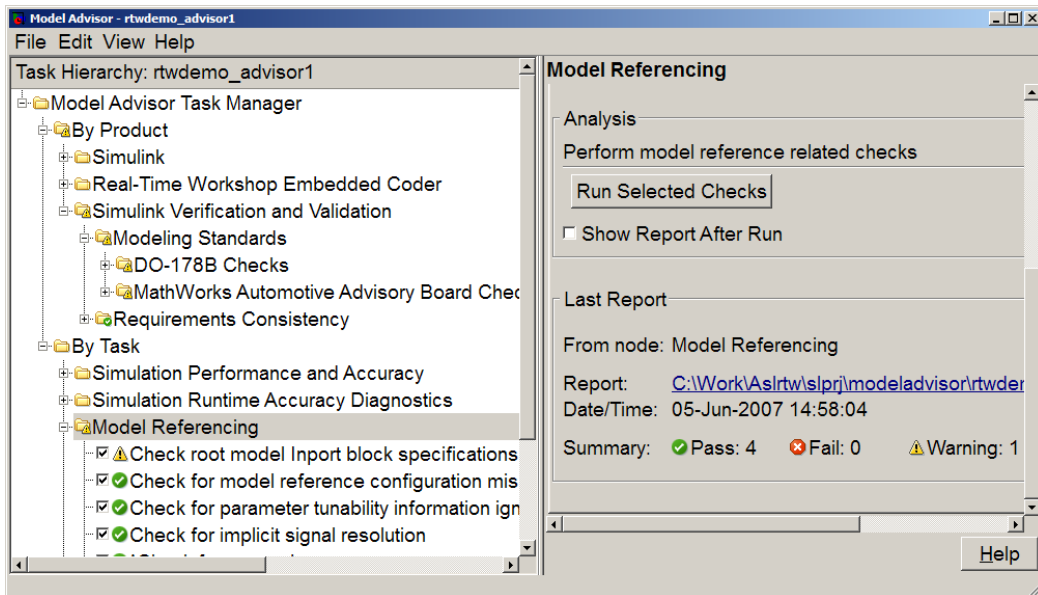 Model Advisor - rtwdemo_advisor1
File Edit View Help
Task Hierarchy: rtwdemo_advisor1
Model Advisor Task Manager
By Product
Simulink
Real-Time Workshop Embedded Coder
Simulink Verification and Validation
Modeling Standards
DO-178B Checks
MathWorks Automotive Advisory Board Chec
Requirements Consistency
By Task
Simulation Performance and Accuracy
Simulation Runtime Accuracy Diagnostics
Model Referencing
Check root model Inport block specifications
Check for model reference configuration mis
Check for parameter tunability information ign
Check for implicit signal resolution
Model Referencing
Analysis
Perform model reference related checks
Run Selected Checks
Show Report After Run
Last Report
From node: Model Referencing
Report: C:\Work\Aslrtw\slprj\modeladvisor\rtwder
Date/Time: 05-Jun-2007 14:58:04
Summary: Pass: 4 Fail: 0 Warning: 1
Help